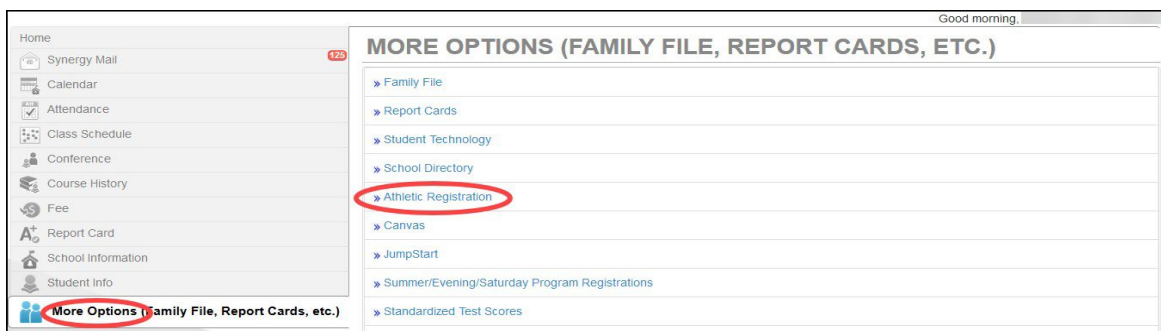 Good morning,
Home
Synergy Mail
125
Calendar
Attendance
Class Schedule
Conference
Course History
Fee
Report Card
School Information
Student Info
More Options (Family File, Report Cards, etc.)
MORE OPTIONS (FAMILY FILE, REPORT CARDS, ETC.)
» Family File
» Report Cards
» Student Technology
» School Directory
» Athletic Registration
» Canvas
» JumpStart
» Summer/Evening/Saturday Program Registrations
» Standardized Test Scores